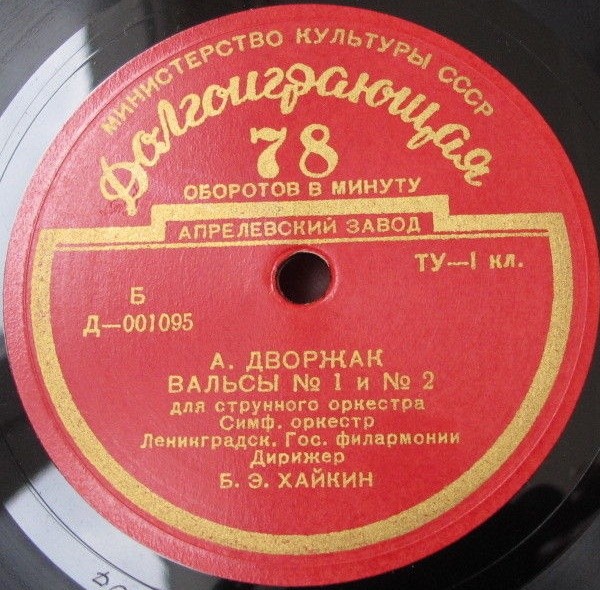 МИНИСТЕРСТВО КУЛЬТУРЫ СССР
Долгоиграющая
78
ОБОРОТОВ В МИНУТУ
АПРЕЛЕВСКИЙ ЗАВОД
ТУ—I кл.
Б
Д—001095
А. ДВОРЖАК
ВАЛЬСЫ № 1 и № 2
для струнного оркестра
Симф. оркестр
Ленинградск. Гос. филармонии
Дирижер
Б. Э. ХАЙКИН